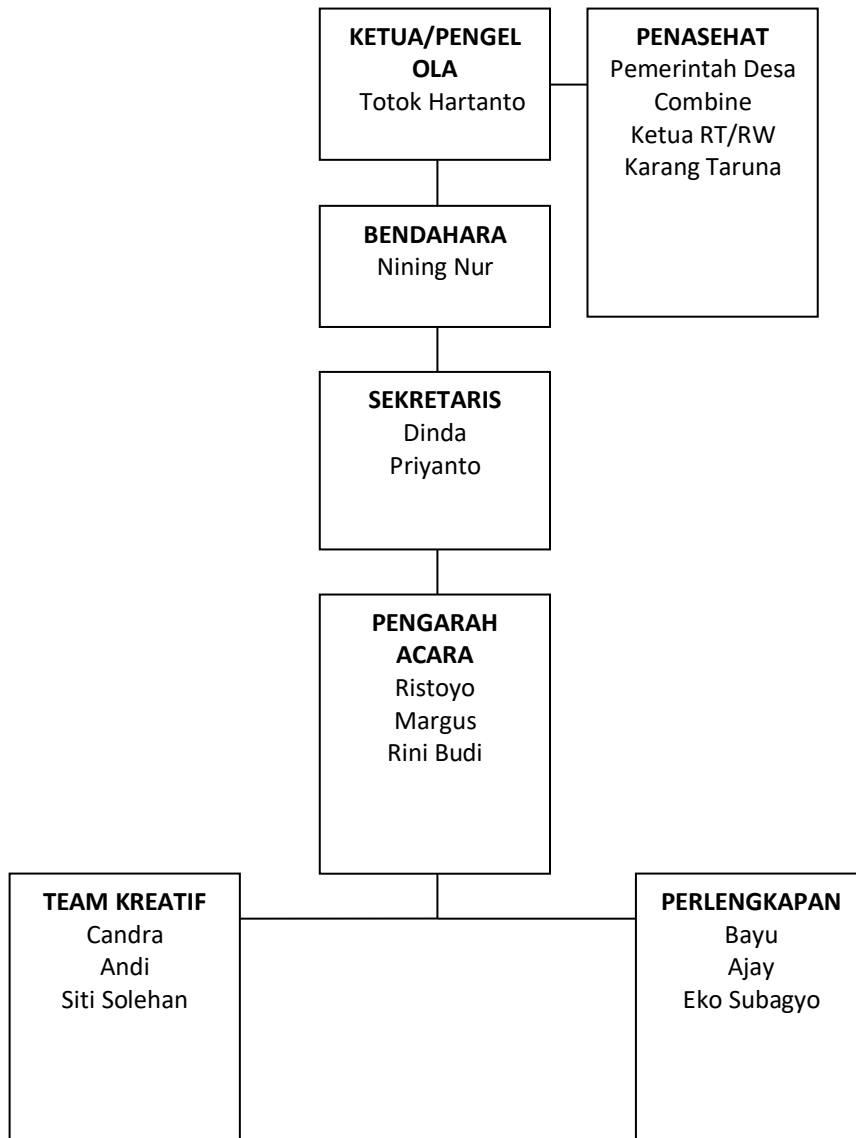 KETUA/PENGEL
OLA
Totok Hartanto
PENASEHAT
Pemerintah Desa
Combine
Ketua RT/RW
Karang Taruna
BENDAHARA
Nining Nur
SEKRETARIS
Dinda
Priyanto
PENGARAH
ACARA
Ristoyo
Margus
Rini Budi
TEAM KREATIF
Candra
Andi
Siti Solehan
PERLENGKAPAN
Bayu
Ajay
Eko Subagyo